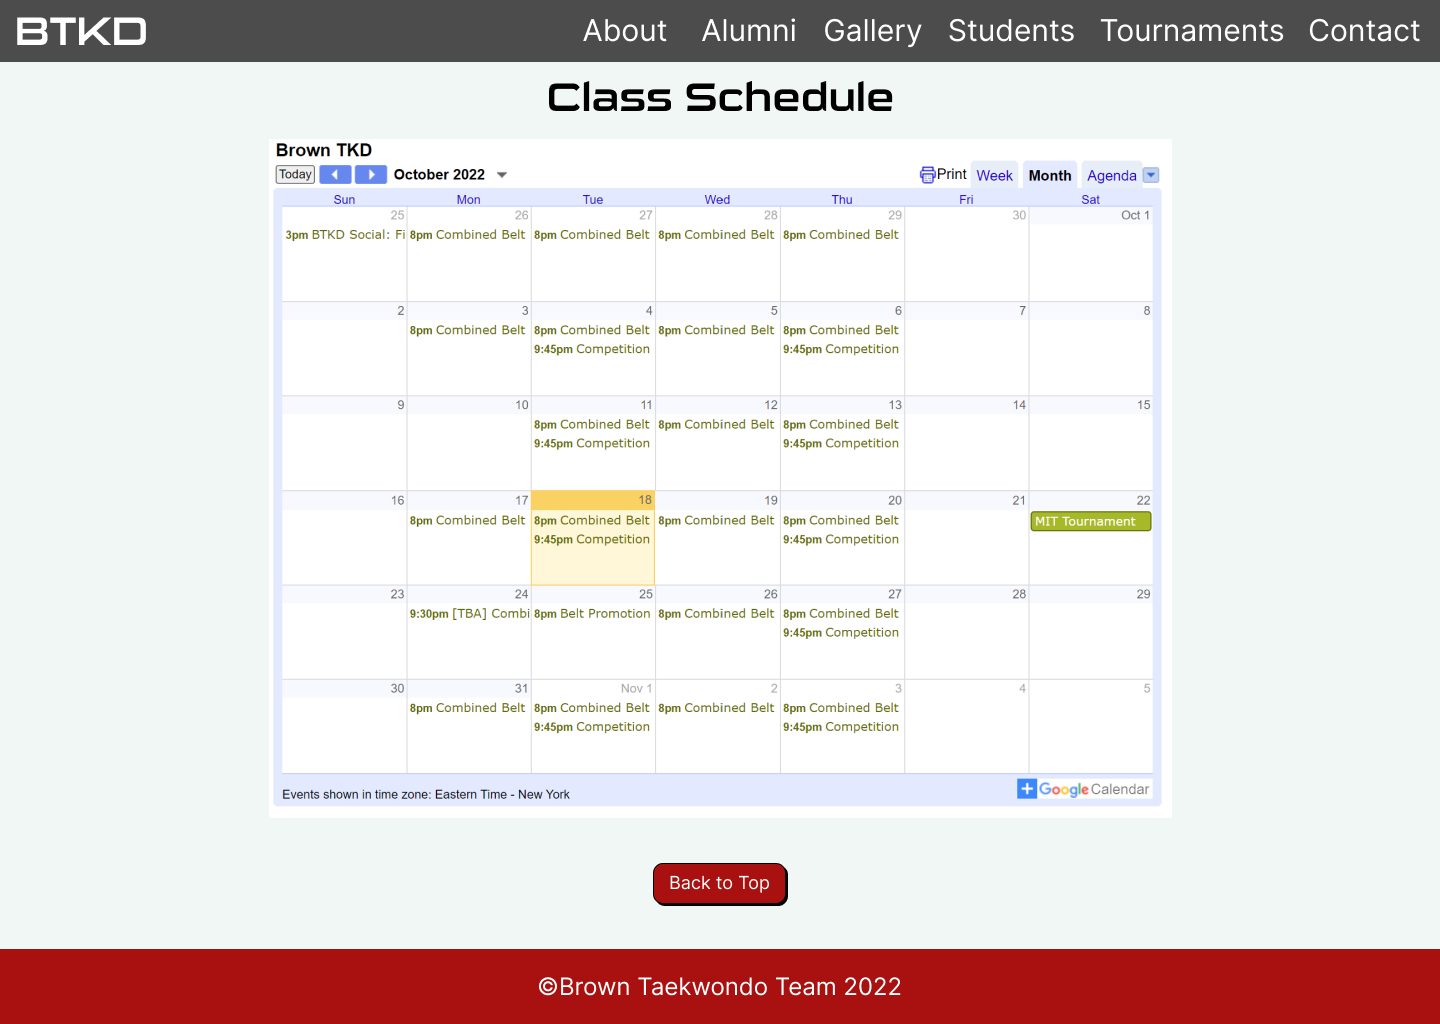 BTKD About Alumni Gallery Students Tournaments Contact
Class Schedule
Brown TKD
Today October 2022 Print Week Month Agenda
Sun Mon Tue Wed Thu Fri Sat
25 26 27 28 29 30 Oct 1
3pm BTKD Social: Fi 8pm Combined Belt 8pm Combined Belt 8pm Combined Belt 8pm Combined Belt
2 3 4 5 6 7 8
8pm Combined Belt 8pm Combined Belt 8pm Combined Belt 8pm Combined Belt
9:45pm Competition 9:45pm Competition
9 10 11 12 13 14 15
8pm Combined Belt 8pm Combined Belt 8pm Combined Belt
9:45pm Competition 9:45pm Competition
16 17 18 19 20 21 22
8pm Combined Belt 8pm Combined Belt 8pm Combined Belt 8pm Combined Belt MIT Tournament
9:45pm Competition 9:45pm Competition
23 24 25 26 27 28 29
9:30pm [TBA] Combi 8pm Belt Promotion 8pm Combined Belt 8pm Combined Belt
9:45pm Competition
30 31 Nov 1 2 3 4 5
8pm Combined Belt 8pm Combined Belt 8pm Combined Belt 8pm Combined Belt
9:45pm Competition 9:45pm Competition
Events shown in time zone: Eastern Time - New York Google Calendar
Back to Top
©Brown Taekwondo Team 2022